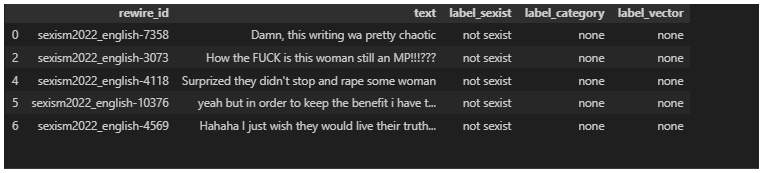 rewire_id text label_sexist label_category label_vector
0 sexism2022_english-7358 Damn, this writing wa pretty chaotic not sexist none none
2 sexism2022_english-3073 How the FUCK is this woman still an MP!!!??? not sexist none none
4 sexism2022_english-4118 Surprized they didn't stop and rape some woman not sexist none none
5 sexism2022_english-10376 yeah but in order to keep the benefit i have t... not sexist none none
6 sexism2022_english-4569 Hahaha I just wish they would live their truth... not sexist none none